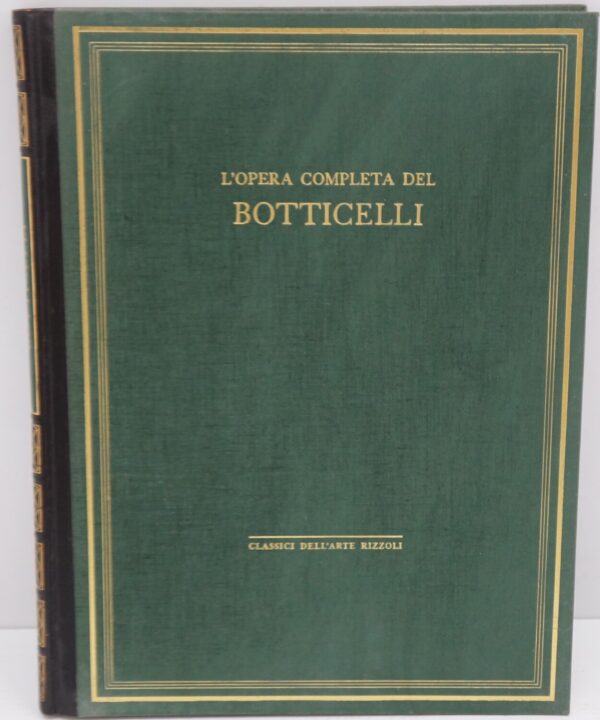 L'OPERA COMPLETA DEL
BOTTICELLI
CLASSICI DELL'ARTE RIZZOLI